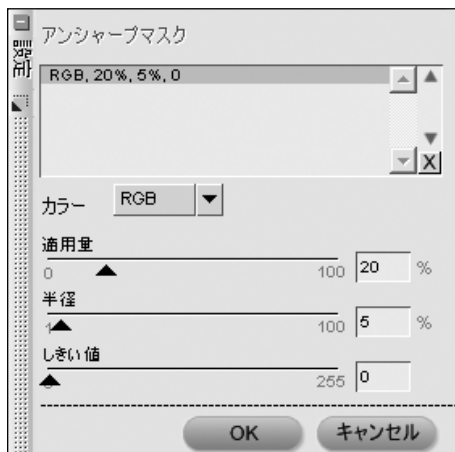 設定
アンシャープマスク
RGB, 20%, 5%, 0
X
カラー RGB
適用量
0 100 20 %
半径
1 100 5 %
しきい値
255 0
OK キャンセル